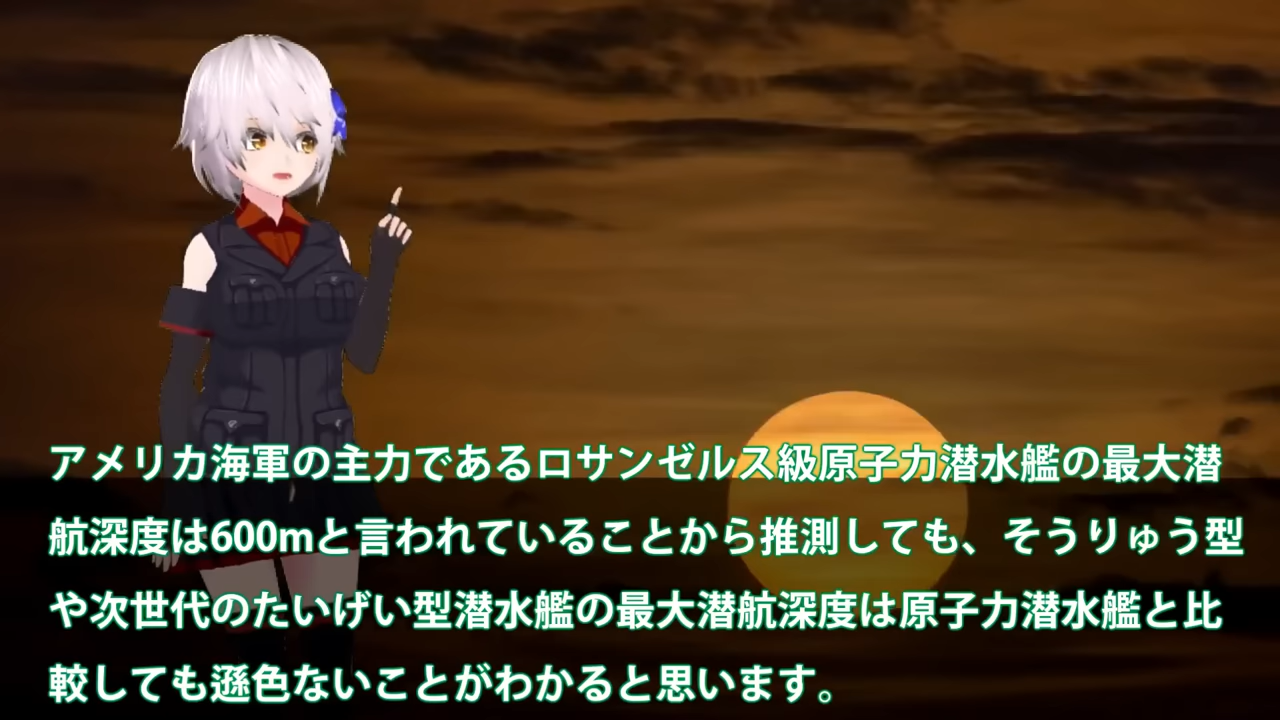 アメリカ海軍の主力であるロサンゼルス級原子力潜水艦の最大潜
航深度は600mと言われていることから推測しても、そうりゅう型
や次世代のたいげい型潜水艦の最大潜航深度は原子力潜水艦と比
較しても遜色ないことがわかると思います。